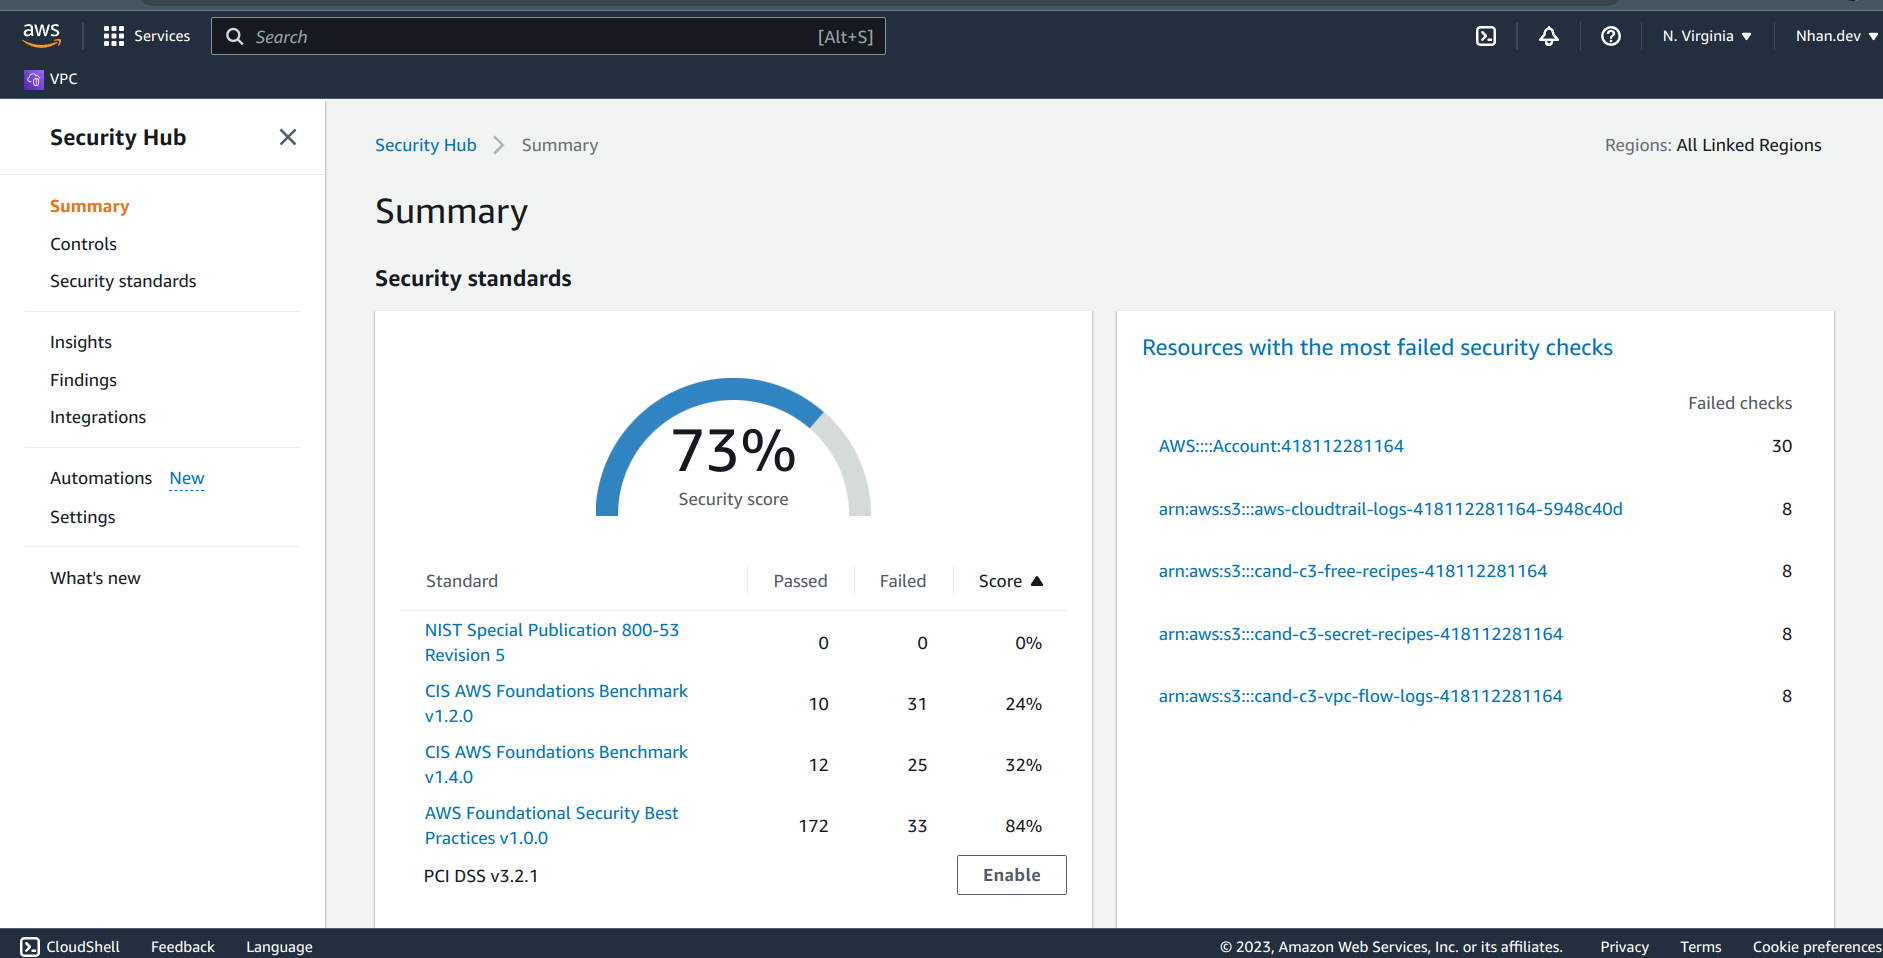 aws
Services
Search
[Alt+S]
N. Virginia
Nhan.dev
VPC
Security Hub
Summary
Controls
Security standards
Insights
Findings
Integrations
Automations New
Settings
What's new
Security Hub
Summary
Regions: All Linked Regions
Summary
Security standards
73%
Security score
Standard Passed Failed Score
NIST Special Publication 800-53
Revision 5
0 0 0%
CIS AWS Foundations Benchmark
v1.2.0
10 31 24%
CIS AWS Foundations Benchmark
v1.4.0
12 25 32%
AWS Foundational Security Best
Practices v1.0.0
172 33 84%
PCI DSS v3.2.1
Enable
Resources with the most failed security checks
Failed checks
AWS::::Account:418112281164 30
arn:aws:s3:::aws-cloudtrail-logs-418112281164-5948c40d 8
arn:aws:s3:::cand-c3-free-recipes-418112281164 8
arn:aws:s3:::cand-c3-secret-recipes-418112281164 8
arn:aws:s3:::cand-c3-vpc-flow-logs-418112281164 8
CloudShell Feedback Language
© 2023, Amazon Web Services, Inc. or its affiliates. Privacy Terms Cookie preferences